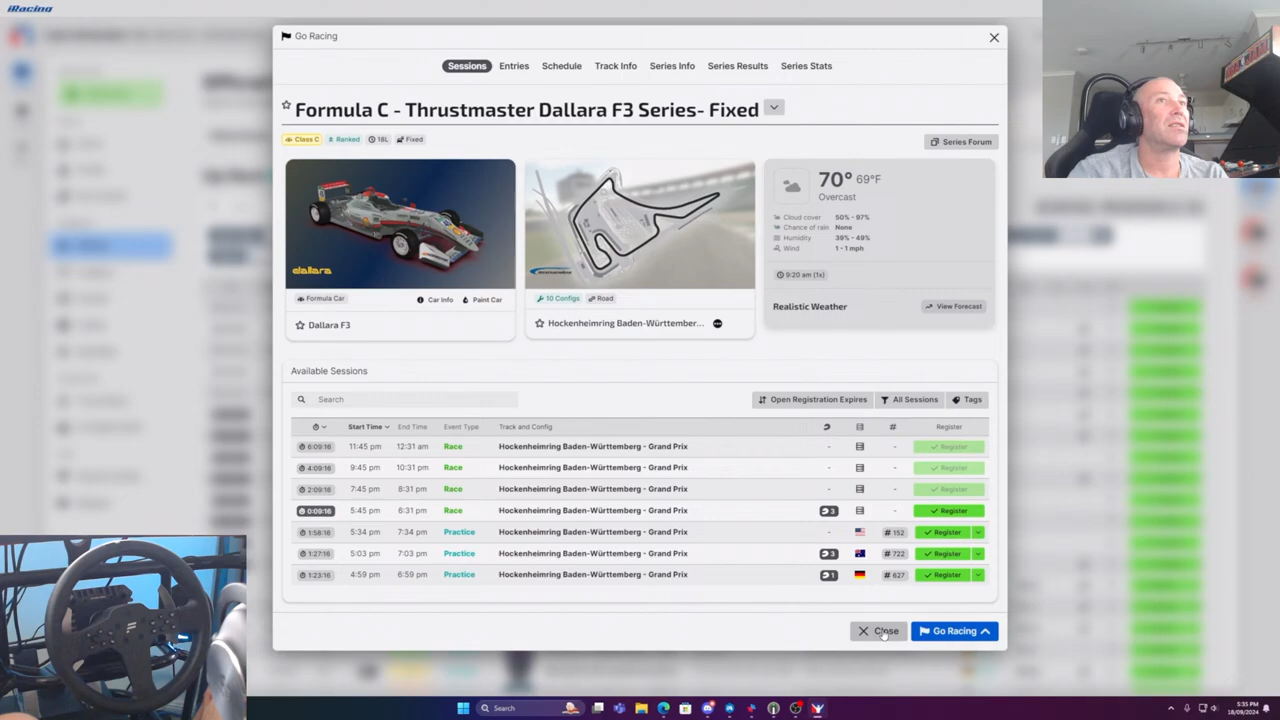 iRacing
Go Racing
Sessions Entries Schedule Track Info Series Info Series Results Series Stats
Formula C - Thrustmaster Dallara F3 Series- Fixed
Class C Ranked 18L Fixed
Series Forum
dallara
Formula Car Car Info Paint Car
Dallara F3
10 Configs Road
Hockenheimring Baden-Württember...
70° 69°F
Overcast
Cloud cover 50% - 97%
Chance of rain None
Humidity 39% - 49%
Wind 1 - 1 mph
9:20 am (1x)
Realistic Weather View Forecast
Available Sessions
Search Open Registration Expires All Sessions Tags
Start Time End Time Event Type Track and Config # Register
6:09:16 11:45 pm 12:31 am Race Hockenheimring Baden-Württemberg - Grand Prix - - Register
4:09:16 9:45 pm 10:31 pm Race Hockenheimring Baden-Württemberg - Grand Prix - - Register
2:09:16 7:45 pm 8:31 pm Race Hockenheimring Baden-Württemberg - Grand Prix - - Register
0:09:16 5:45 pm 6:31 pm Race Hockenheimring Baden-Württemberg - Grand Prix 3 - Register
1:58:16 5:34 pm 7:34 pm Practice Hockenheimring Baden-Württemberg - Grand Prix - #152 Register
1:27:16 5:03 pm 7:03 pm Practice Hockenheimring Baden-Württemberg - Grand Prix 3 #722 Register
1:23:16 4:59 pm 6:59 pm Practice Hockenheimring Baden-Württemberg - Grand Prix 1 #627 Register
Close Go Racing
Search
5:35 PM
18/09/2024